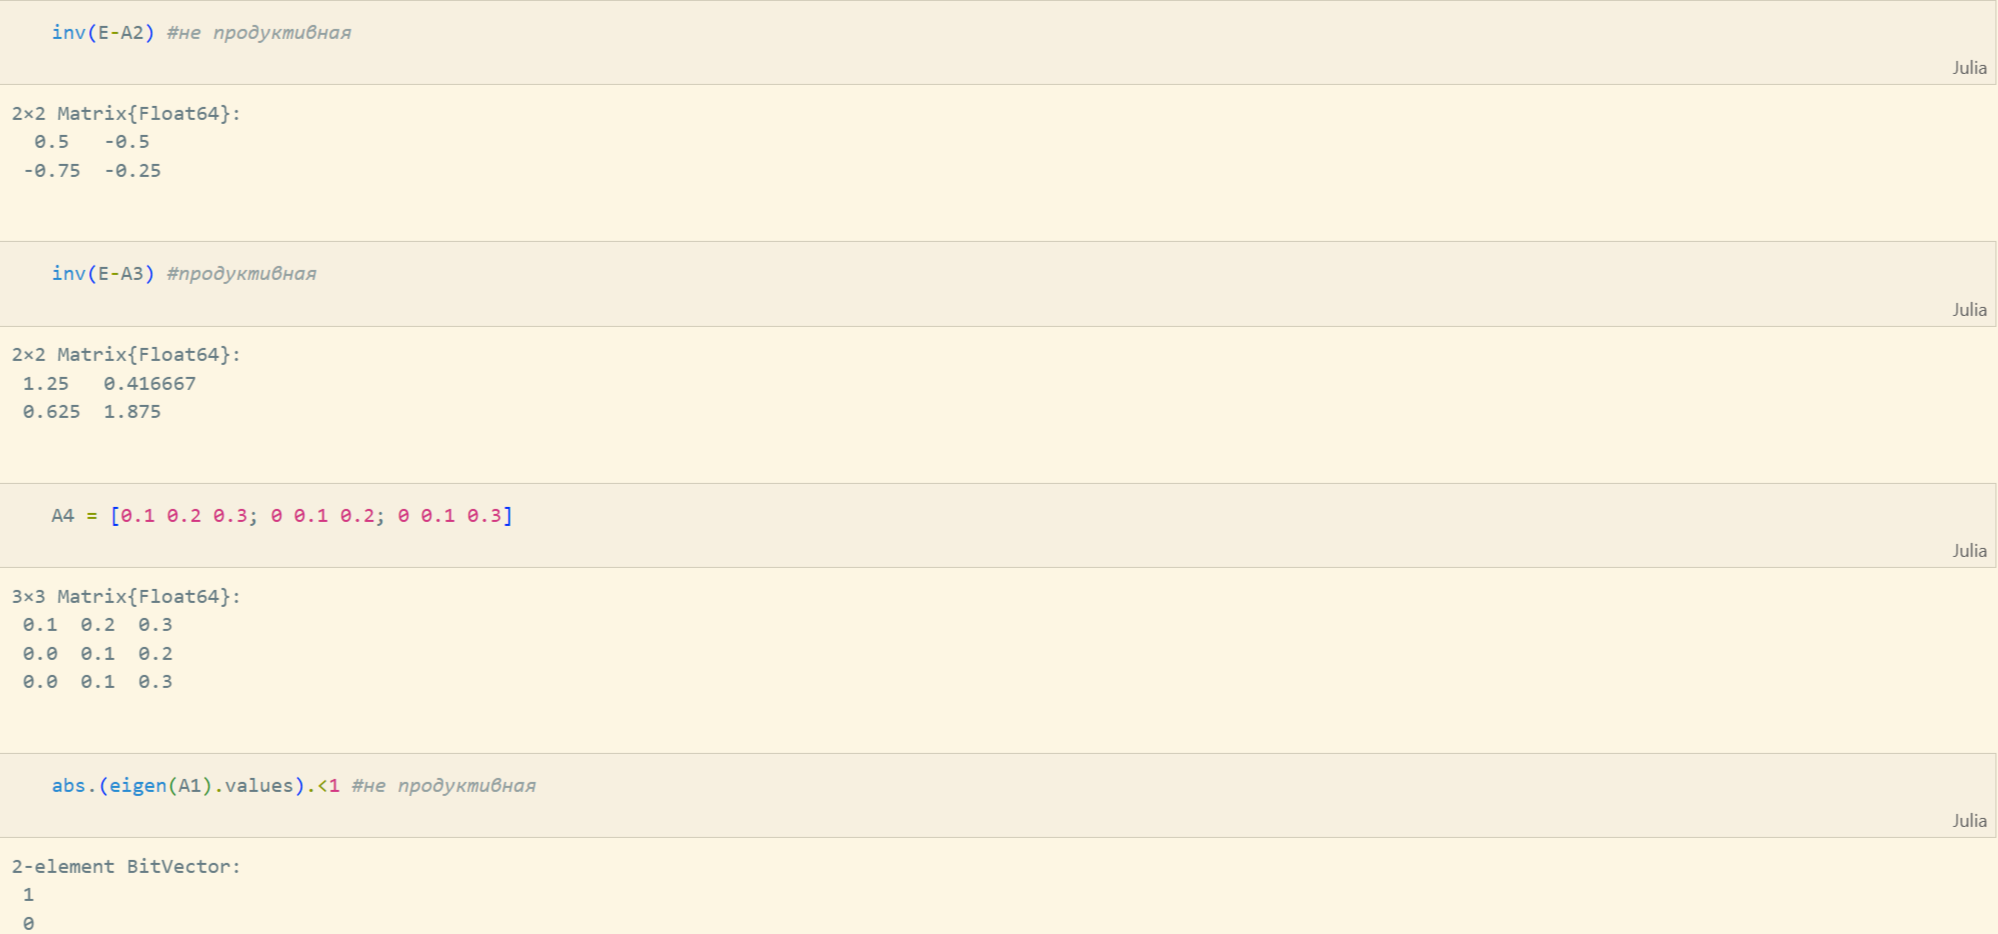 inv(E-A2) #не продуктивная
Julia
2×2 Matrix{Float64}:
0.5 -0.5
-0.75 -0.25
inv(E-A3) #продуктивная
Julia
2×2 Matrix{Float64}:
1.25 0.416667
0.625 1.875
A4 = [0.1 0.2 0.3; 0 0.1 0.2; 0 0.1 0.3]
Julia
3×3 Matrix{Float64}:
0.1 0.2 0.3
0.0 0.1 0.2
0.0 0.1 0.3
abs.(eigen(A1).values).<1 #не продуктивная
Julia
2-element BitVector:
1
0